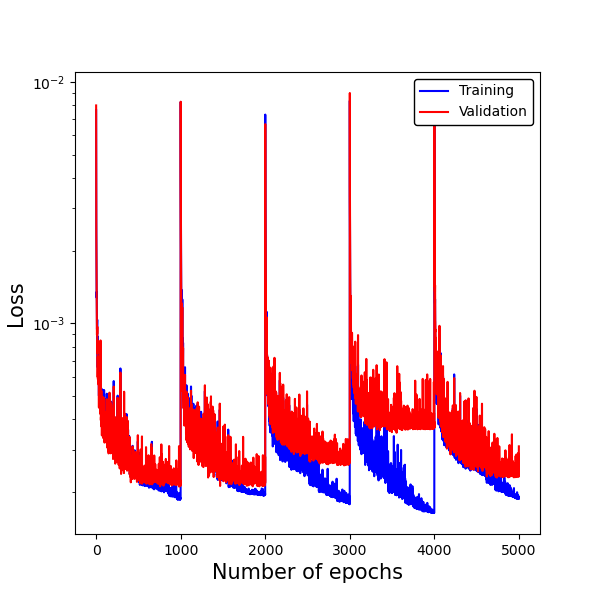 Training
Validation
10⁻²
10⁻³
Loss
0 1000 2000 3000 4000 5000
Number of epochs